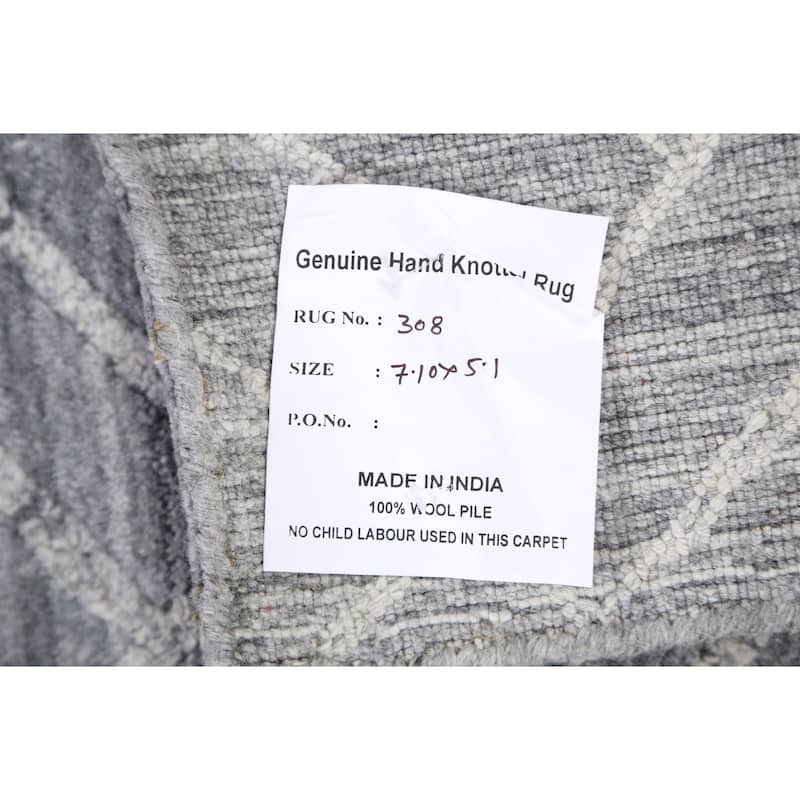 Genuine Hand Knotted Rug
RUG No. : 308
SIZE : 7.10x5.1
P.O.No. :
MADE IN INDIA
100% WOOL PILE
NO CHILD LABOUR USED IN THIS CARPET